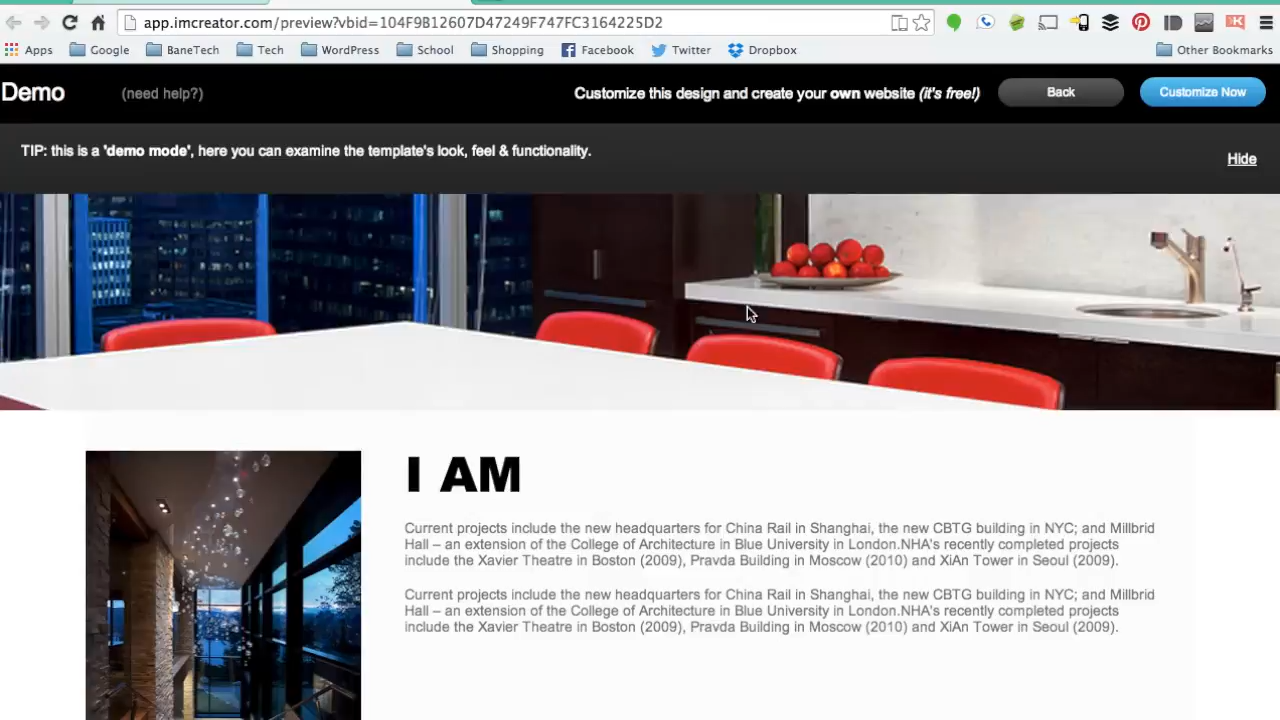 app.imcreator.com/preview?vbid=104F9B12607D47249F747FC3164225D2
Apps Google BaneTech Tech WordPress School Shopping Facebook Twitter Dropbox Other Bookmarks
Demo (need help?) Customize this design and create your own website (it's free!) Back Customize Now
TIP: this is a 'demo mode', here you can examine the template's look, feel & functionality.
Hide
I AM
Current projects include the new headquarters for China Rail in Shanghai, the new CBTG building in NYC; and Millbrid
Hall – an extension of the College of Architecture in Blue University in London.NHA's recently completed projects
include the Xavier Theatre in Boston (2009), Pravda Building in Moscow (2010) and XiAn Tower in Seoul (2009).
Current projects include the new headquarters for China Rail in Shanghai, the new CBTG building in NYC; and Millbrid
Hall – an extension of the College of Architecture in Blue University in London.NHA's recently completed projects
include the Xavier Theatre in Boston (2009), Pravda Building in Moscow (2010) and XiAn Tower in Seoul (2009).